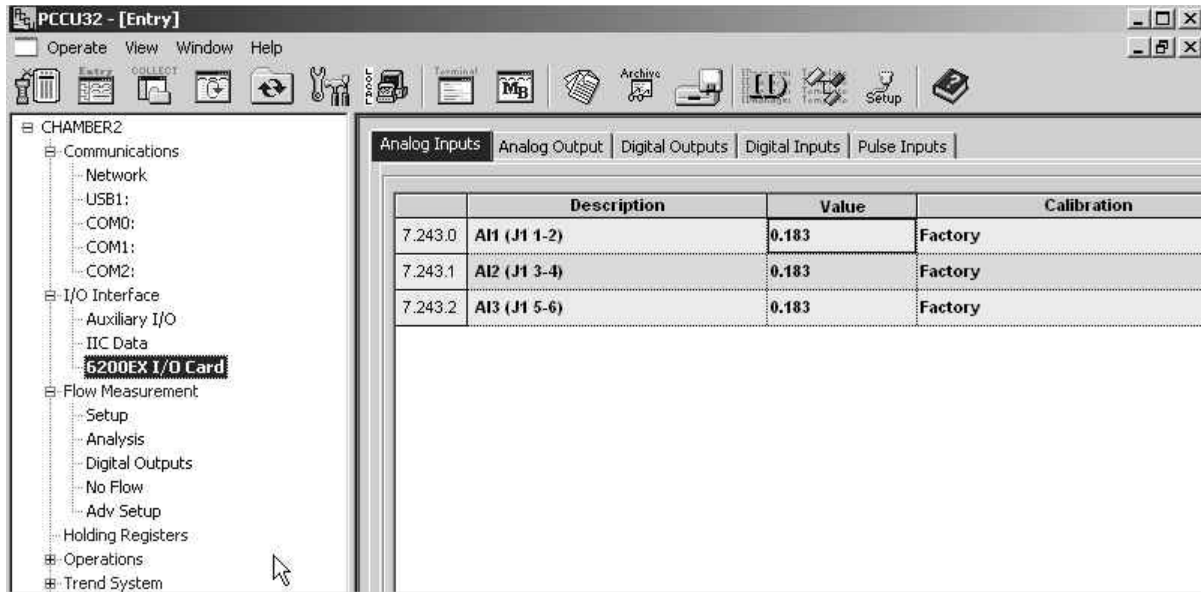 PCCU32 - [Entry]
Operate View Window Help
Entry
COLLECT
LOCAL
Terminal
MB
Archive
Setup
CHAMBER2
Communications
Network
USB1:
COM0:
COM1:
COM2:
I/O Interface
Auxiliary I/O
IIC Data
6200EX I/O Card
Flow Measurement
Setup
Analysis
Digital Outputs
No Flow
Adv Setup
Holding Registers
Operations
Trend System
Analog Inputs Analog Output Digital Outputs Digital Inputs Pulse Inputs
Description Value Calibration
7.243.0 AI1 (J1 1-2) 0.183 Factory
7.243.1 AI2 (J1 3-4) 0.183 Factory
7.243.2 AI3 (J1 5-6) 0.183 Factory